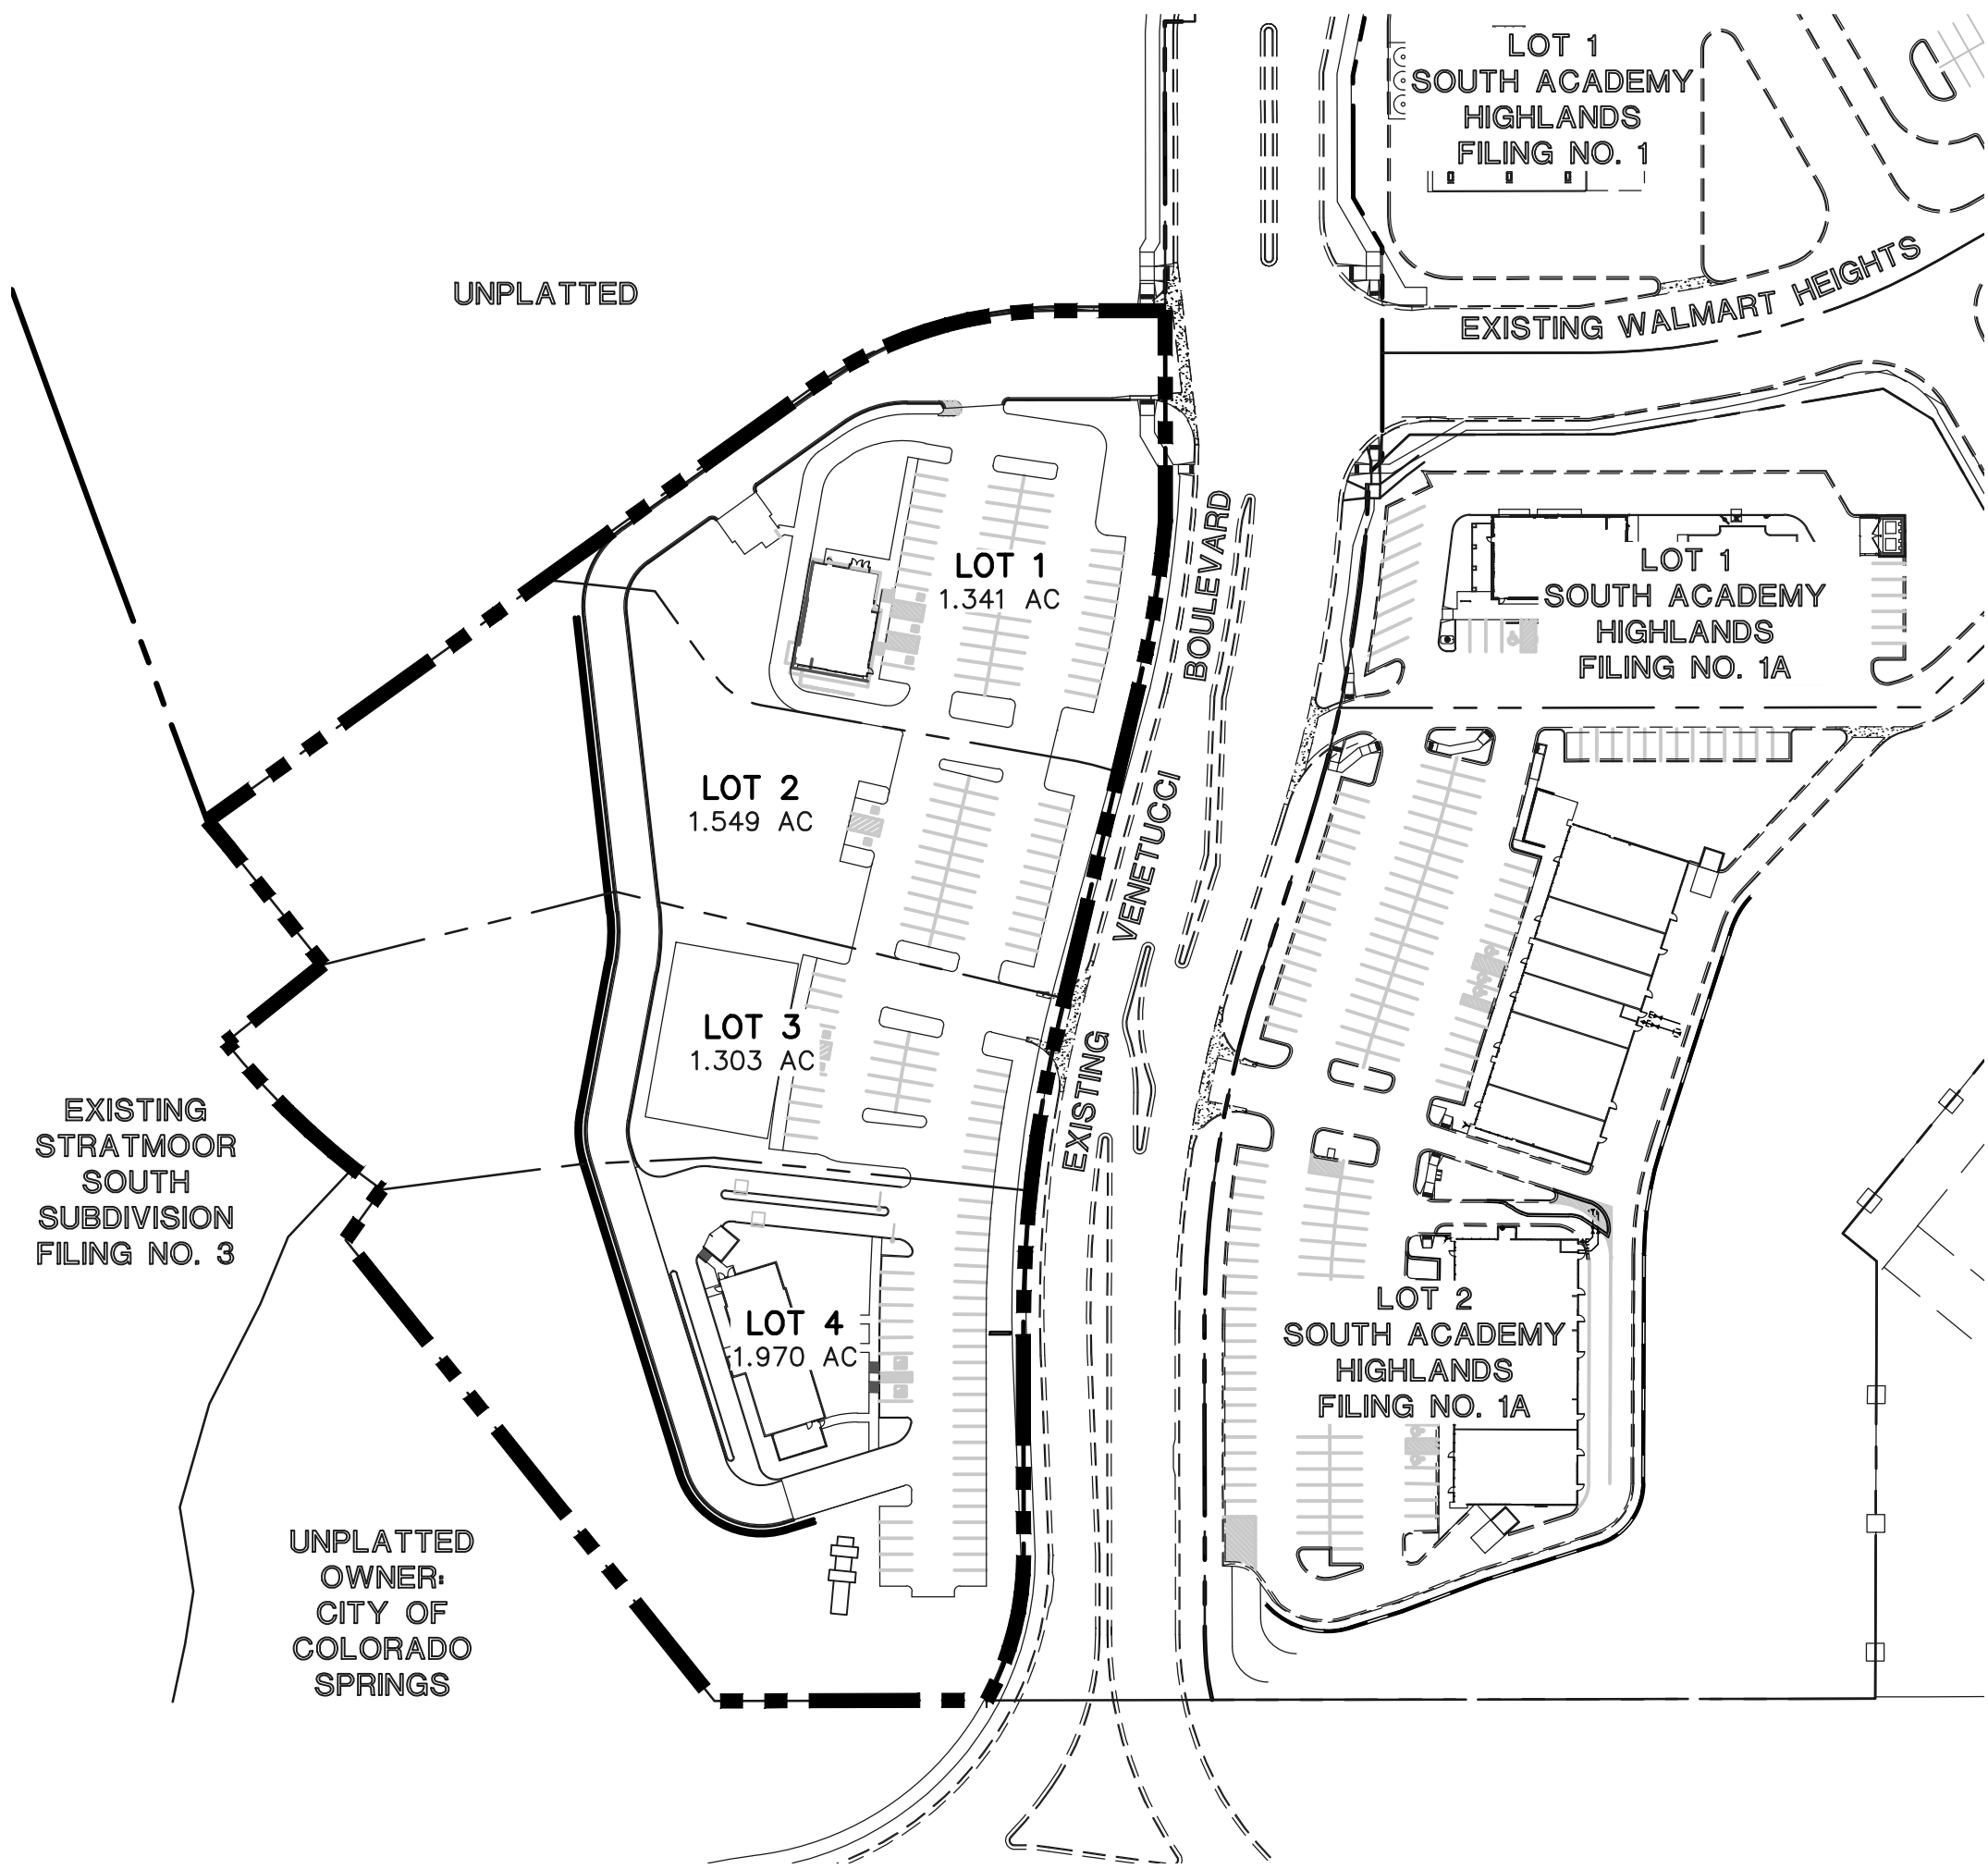 LOT 1
SOUTH ACADEMY
HIGHLANDS
FILING NO. 1
UNPLATTED
EXISTING WALMART HEIGHTS
LOT 1
1.341 AC
LOT 1
SOUTH ACADEMY
HIGHLANDS
FILING NO. 1A
EXISTING VENETUCCI BOULEVARD
LOT 2
1.549 AC
LOT 3
1.303 AC
EXISTING
STRATMOOR
SOUTH
SUBDIVISION
FILING NO. 3
LOT 4
1.970 AC
LOT 2
SOUTH ACADEMY
HIGHLANDS
FILING NO. 1A
UNPLATTED
OWNER:
CITY OF
COLORADO
SPRINGS